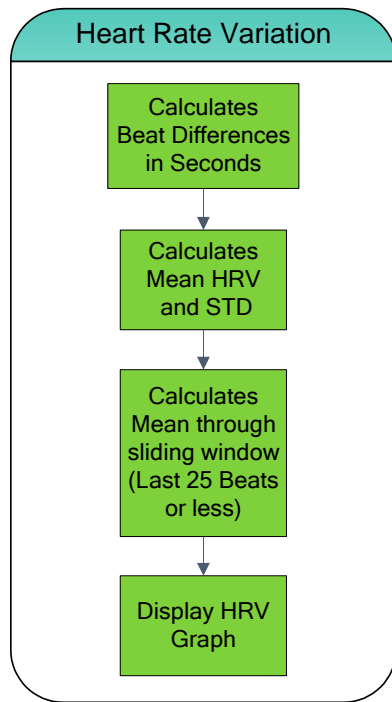 Heart Rate Variation
Calculates
Beat Differences
in Seconds
Calculates
Mean HRV
and STD
Calculates
Mean through
sliding window
(Last 25 Beats
or less)
Display HRV
Graph